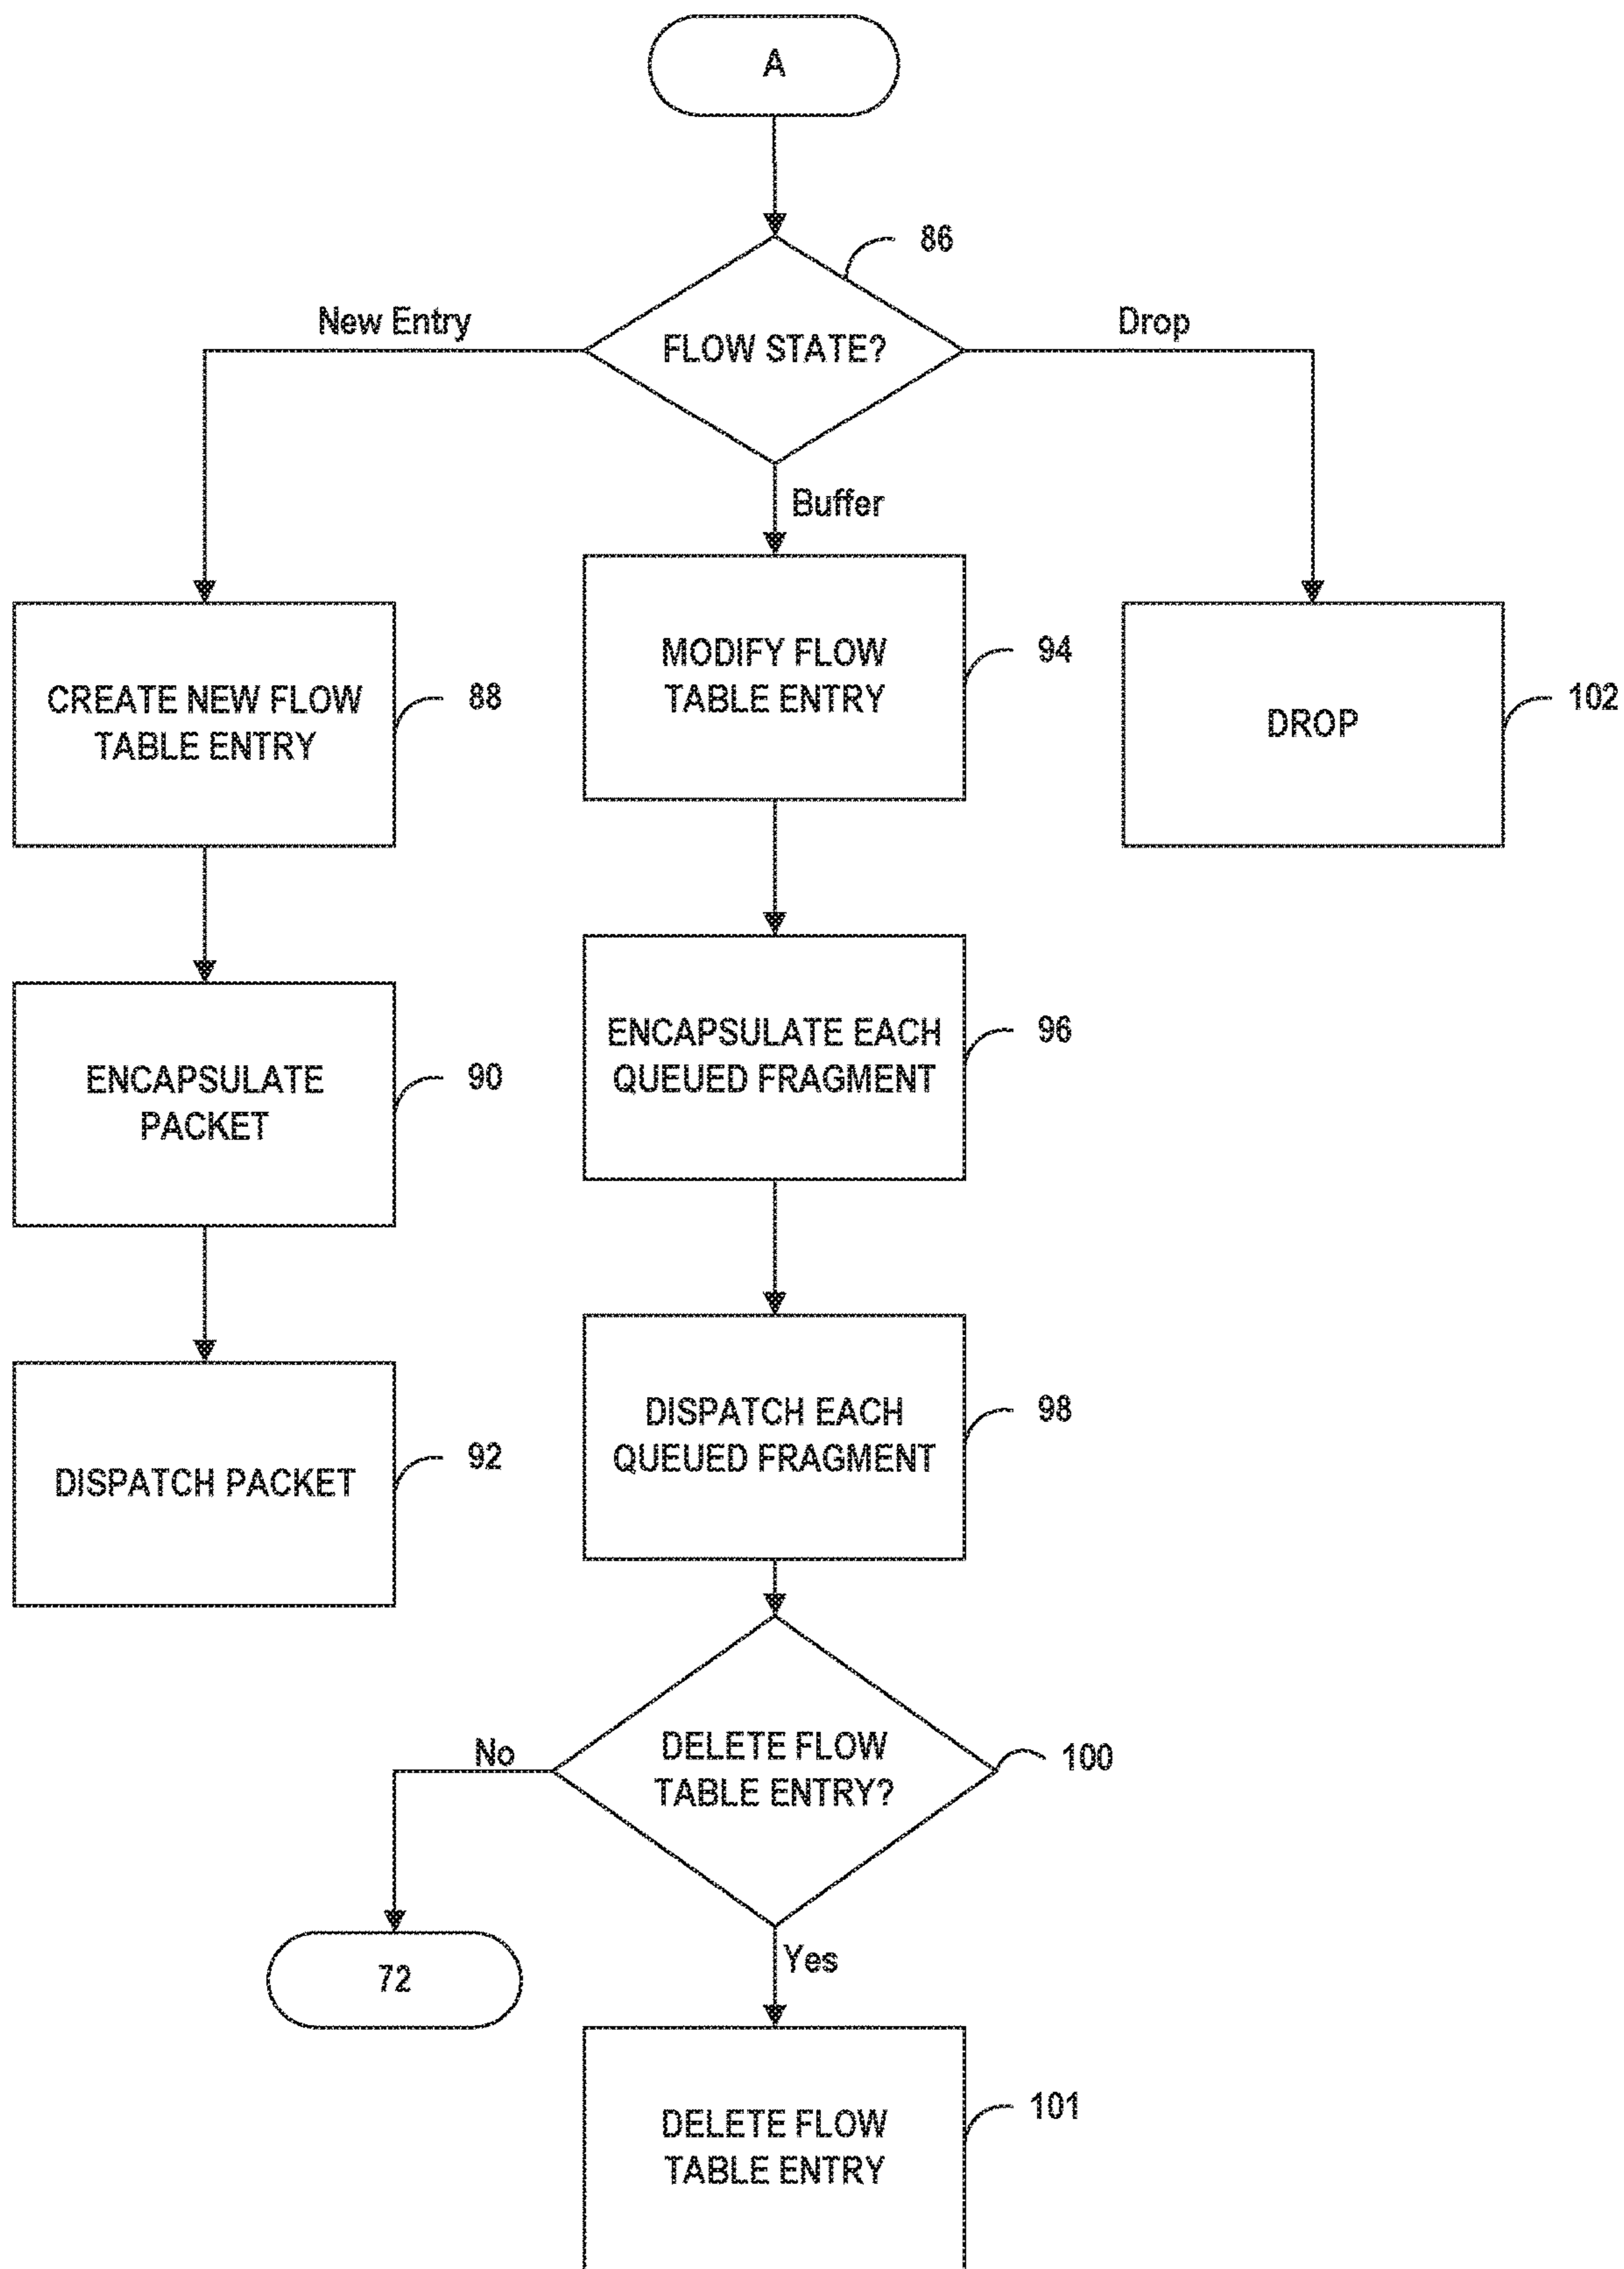 A
86
New Entry
FLOW STATE?
Drop
Buffer
CREATE NEW FLOW
TABLE ENTRY
88
MODIFY FLOW
TABLE ENTRY
94
DROP
102
ENCAPSULATE
PACKET
90
ENCAPSULATE EACH
QUEUED FRAGMENT
96
DISPATCH PACKET
92
DISPATCH EACH
QUEUED FRAGMENT
98
No
DELETE FLOW
TABLE ENTRY?
100
72
Yes
DELETE FLOW
TABLE ENTRY
101